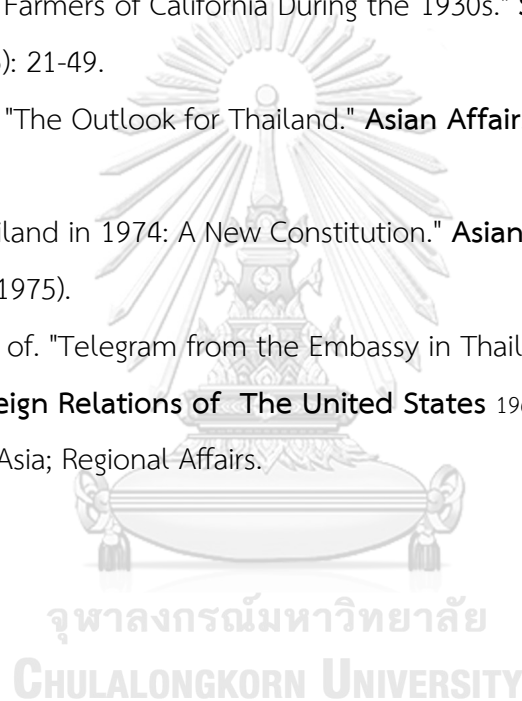 Farmers of California During the 1930s."
): 21-49.
"The Outlook for Thailand." Asian Affair
iland in 1974: A New Constitution." Asian
1975).
of. "Telegram from the Embassy in Thail
eign Relations of The United States 196
Asia; Regional Affairs.
จุฬาลงกรณ์มหาวิทยาลัย
CHULALONGKORN UNIVERSITY